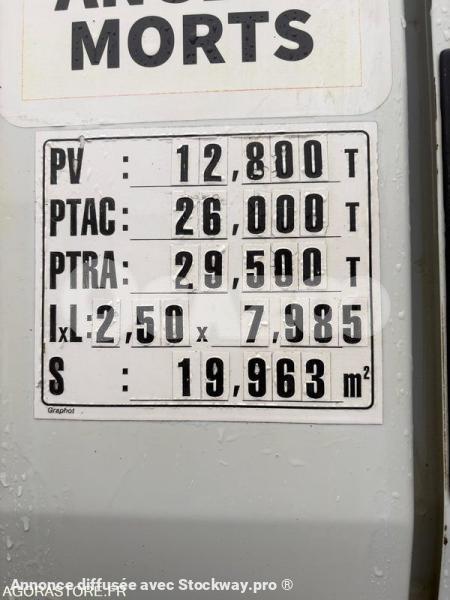 MORTS
PV : 12,800 T
PTAC: 26,000 T
PTRA: 29,500 T
lxL:2,50 x 7,985
S : 19,963 m²
Graphot
Annonce diffusée avec Stockway.pro ®
AGORASTORE.FR